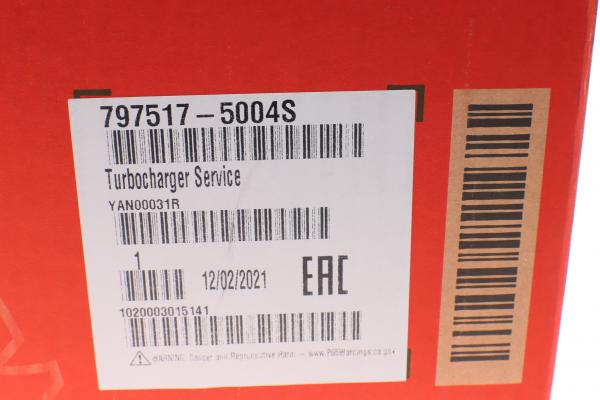 797517-5004S
Turbocharger Service
YAN00031R
1
12/02/2021
EAC
1020003015141
WARNING: Cancer and Reproductive Harm - www.P65Warnings.ca.gov